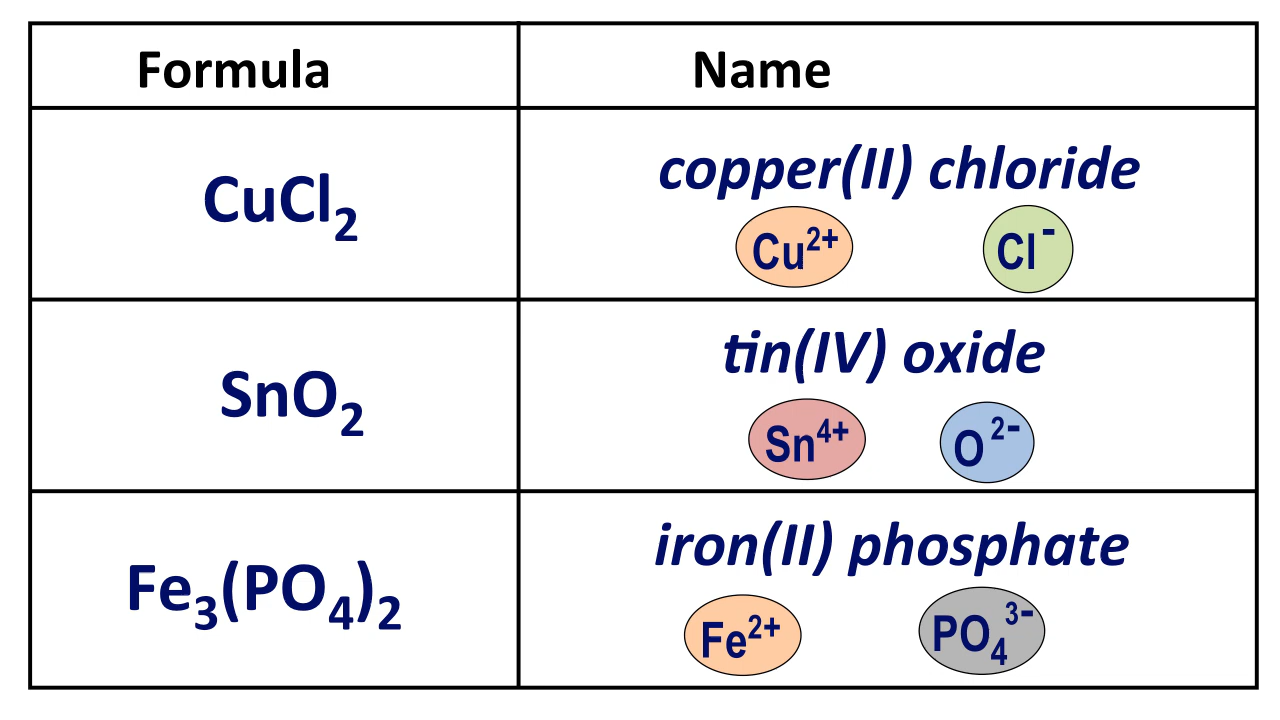 Formula Name
CuCl₂ copper(II) chloride
Cu²⁺ Cl⁻
SnO₂ tin(IV) oxide
Sn⁴⁺ O²⁻
Fe₃(PO₄)₂ iron(II) phosphate
Fe²⁺ PO₄³⁻